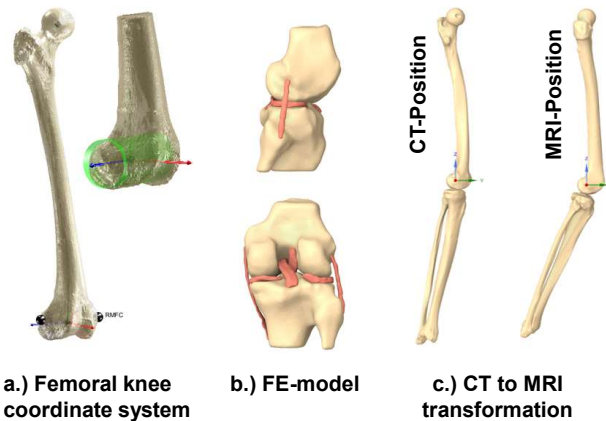 CT-Position
MRI-Position
RMFC
z
y
z
a.) Femoral knee
coordinate system
b.) FE-model
c.) CT to MRI
transformation